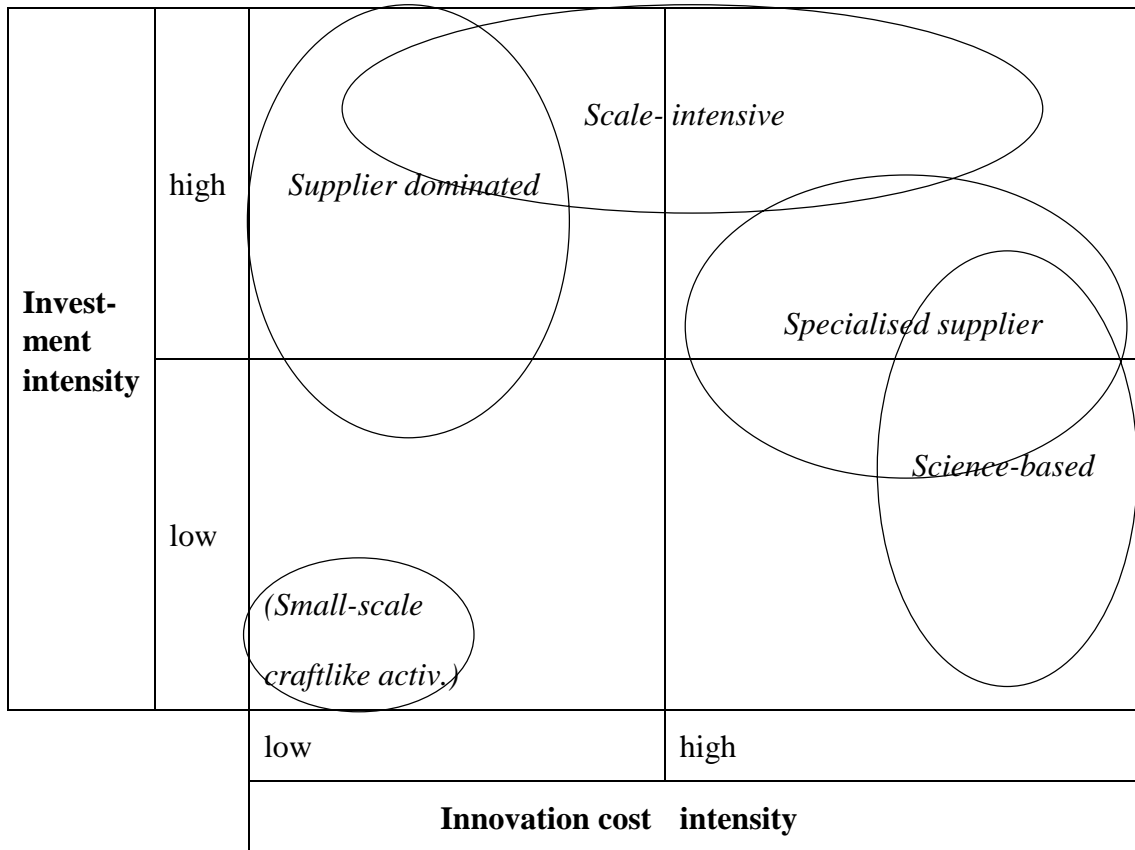 Scale- intensive
high
Supplier dominated
Invest-
ment
intensity
Specialised supplier
Science-based
low
(Small-scale
craftlike activ.)
low
high
Innovation cost intensity